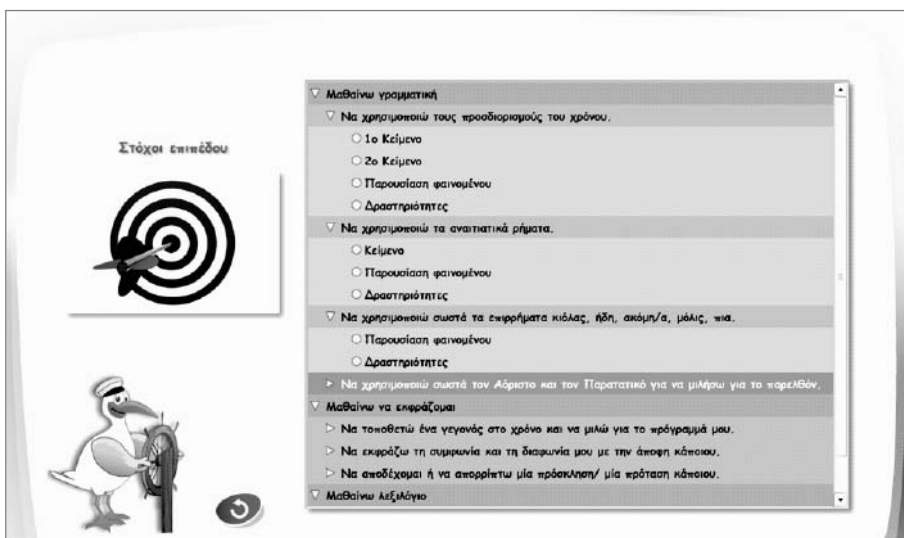 Στόχοι επιπέδου
Μαθαίνω γραμματική
Να χρησιμοποιώ τους προσδιορισμούς του χρόνου.
1ο Κείμενο
2ο Κείμενο
Παρουσίαση φαινομένου
Δραστηριότητες
Να χρησιμοποιώ τα αναιτιατικά ρήματα.
Κείμενο
Παρουσίαση φαινομένου
Δραστηριότητες
Να χρησιμοποιώ σωστά τα επιρρήματα κιόλας, ήδη, ακόμη/α, μόλις, πια.
Παρουσίαση φαινομένου
Δραστηριότητες
Να χρησιμοποιώ σωστά τον Αόριστο και τον Παρατατικό για να μιλήσω για το παρελθόν.
Μαθαίνω να εκφράζομαι
Να τοποθετώ ένα γεγονός στο χρόνο και να μιλώ για το πρόγραμμά μου.
Να εκφράζω τη συμφωνία και τη διαφωνία μου με την άποψη κάποιου.
Να αποδέχομαι ή να απορρίπτω μία πρόσκληση/ μία πρόταση κάποιου.
Μαθαίνω λεξιλόγιο